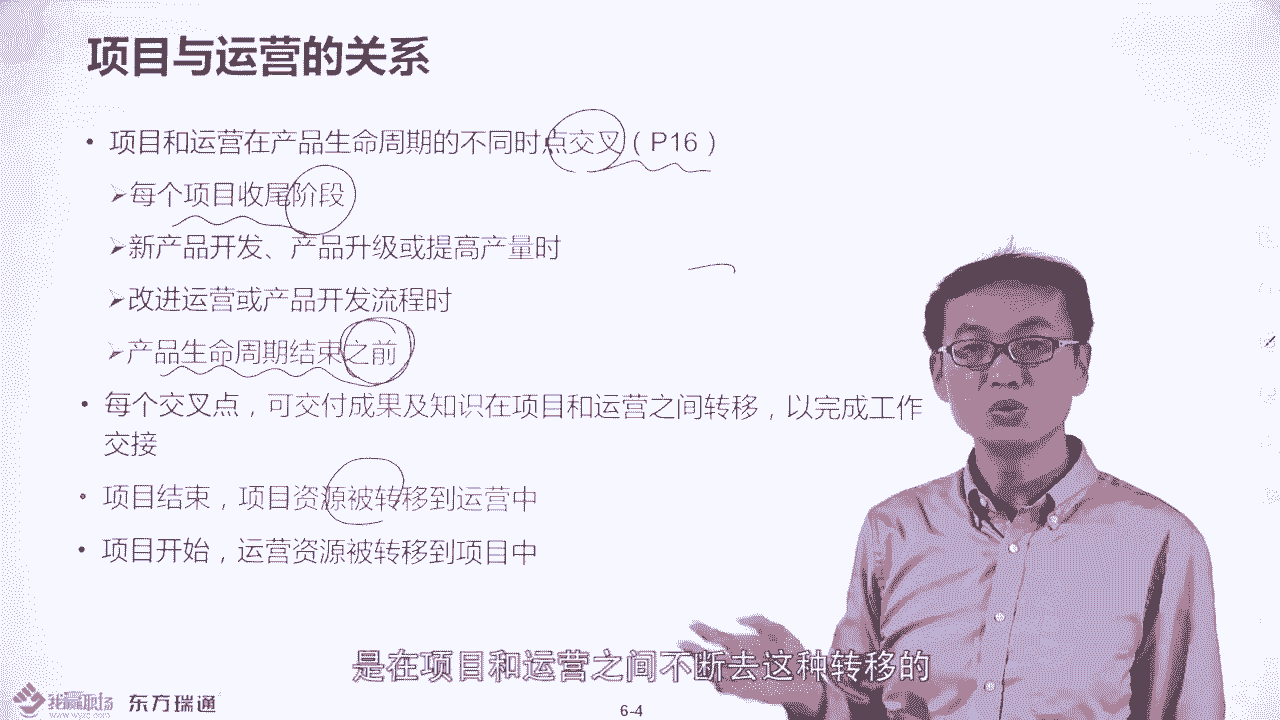 项目与运营的关系
• 项目和运营在产品生命周期的不同时点交叉（P16）
➢每个项目收尾阶段
➢新产品开发、产品升级或提高产量时
➢改进运营或产品开发流程时
➢产品生命周期结束之前
• 每个交叉点，可交付成果及知识在项目和运营之间转移，以完成工作
交接
• 项目结束，项目资源被转移到运营中
• 项目开始，运营资源被转移到项目中
是在项目和运营之间不断去这种转移的
我赢职场 东方瑞通
www.wyzc.com
6-4